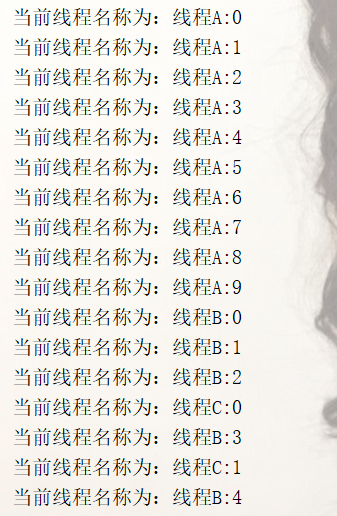 当前线程名称为：线程A:0
当前线程名称为：线程A:1
当前线程名称为：线程A:2
当前线程名称为：线程A:3
当前线程名称为：线程A:4
当前线程名称为：线程A:5
当前线程名称为：线程A:6
当前线程名称为：线程A:7
当前线程名称为：线程A:8
当前线程名称为：线程A:9
当前线程名称为：线程B:0
当前线程名称为：线程B:1
当前线程名称为：线程B:2
当前线程名称为：线程C:0
当前线程名称为：线程B:3
当前线程名称为：线程C:1
当前线程名称为：线程B:4